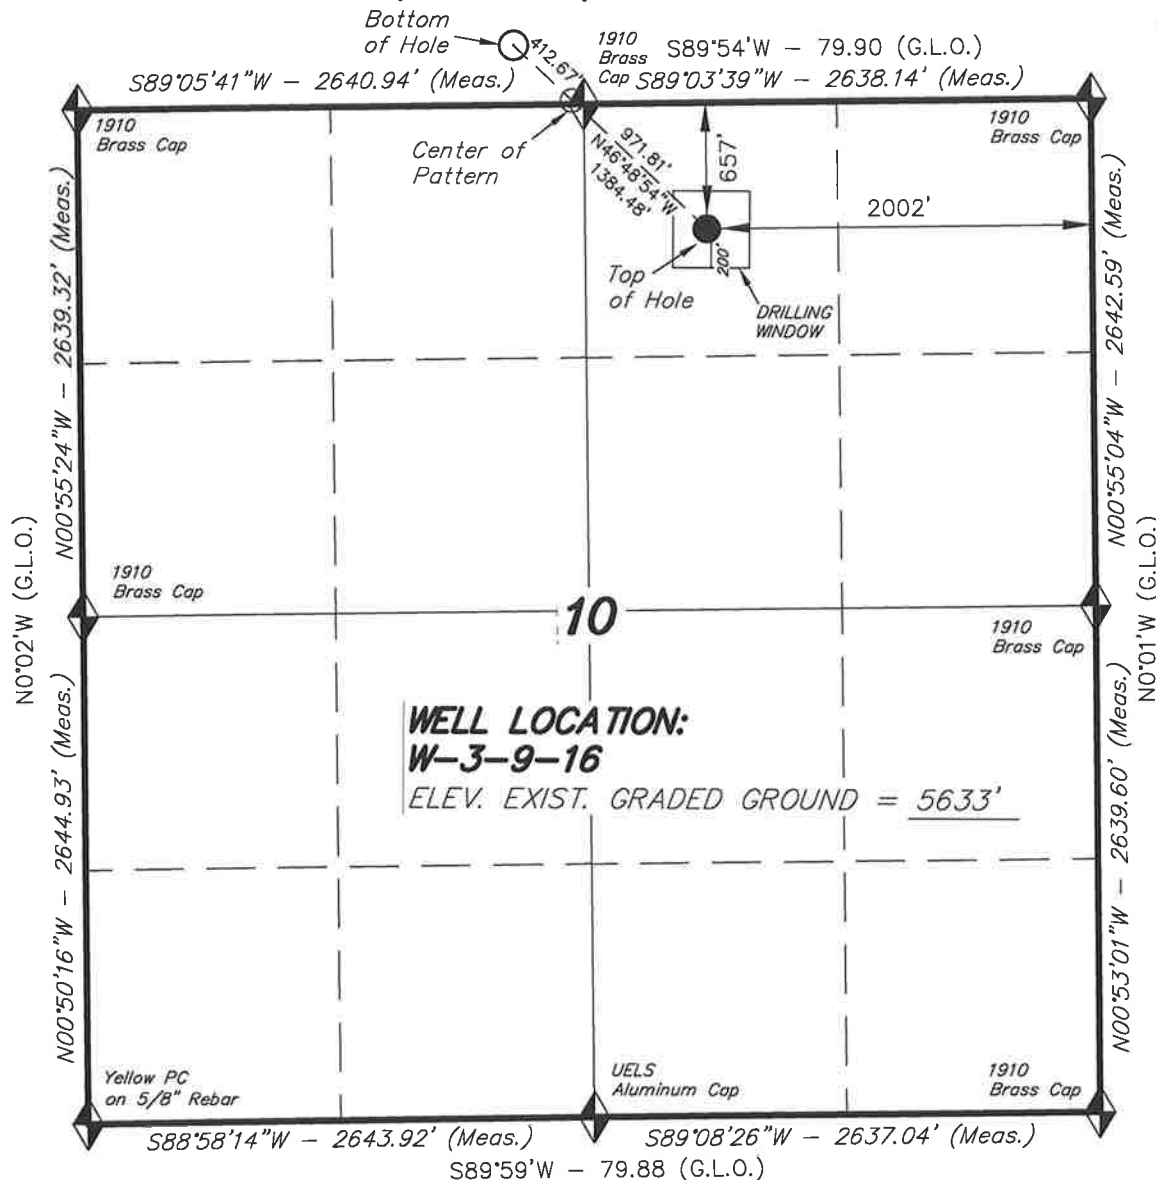 Bottom
of Hole
412.67'
1910
Brass
Cap
S89°54'W - 79.90 (G.L.O.)
S89°05'41"W - 2640.94' (Meas.)
S89°03'39"W - 2638.14' (Meas.)
1910
Brass Cap
Center of
Pattern
971.81'
N46°48'54"W
1384.48'
657'
1910
Brass Cap
2002'
Top
of Hole
200'
DRILLING
WINDOW
N00°55'24"W - 2639.32' (Meas.)
N00°55'04"W - 2642.59' (Meas.)
N0°02'W (G.L.O.)
N0°01'W (G.L.O.)
1910
Brass Cap
10
1910
Brass Cap
WELL LOCATION:
W-3-9-16
ELEV. EXIST. GRADED GROUND = 5633'
N00°50'16"W - 2644.93' (Meas.)
N00°53'01"W - 2639.60' (Meas.)
Yellow PC
on 5/8" Rebar
UELS
Aluminum Cap
1910
Brass Cap
S88°58'14"W - 2643.92' (Meas.)
S89°08'26"W - 2637.04' (Meas.)
S89°59'W - 79.88 (G.L.O.)